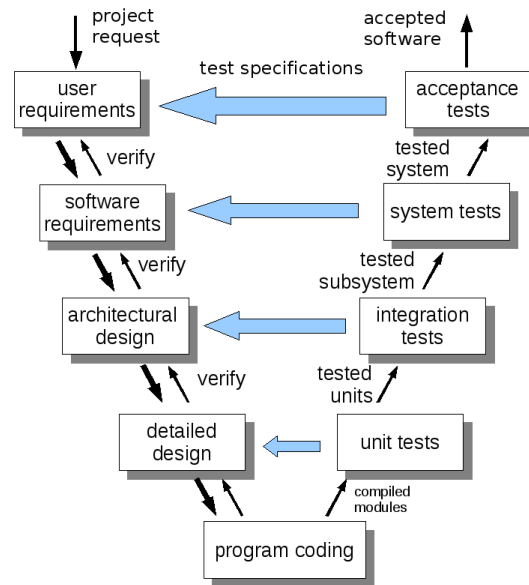 project
request
accepted
software
user
requirements
test specifications
acceptance
tests
verify
tested
system
software
requirements
system tests
verify
tested
subsystem
architectural
design
integration
tests
verify
tested
units
detailed
design
unit tests
compiled
modules
program coding